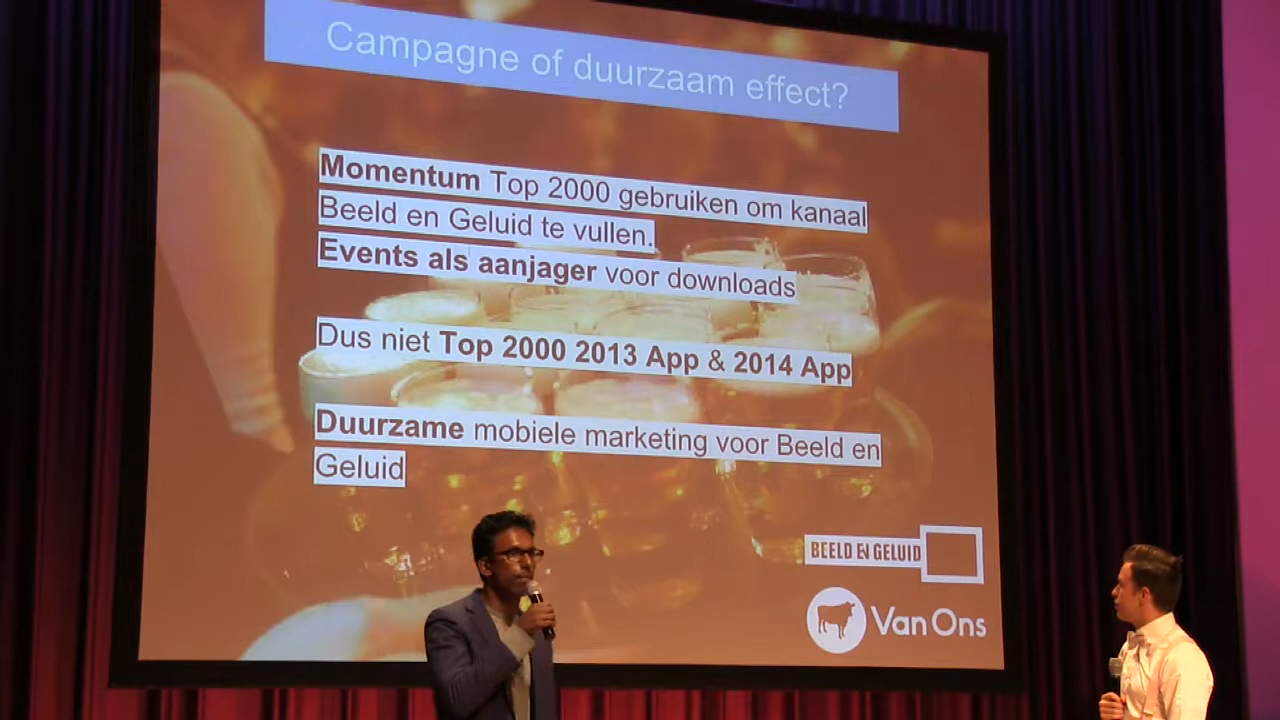 Campagne of duurzaam effect?
Momentum Top 2000 gebruiken om kanaal
Beeld en Geluid te vullen.
Events als aanjager voor downloads
Dus niet Top 2000 2013 App & 2014 App
Duurzame mobiele marketing voor Beeld en
Geluid
BEELD EN GELUID
Van Ons